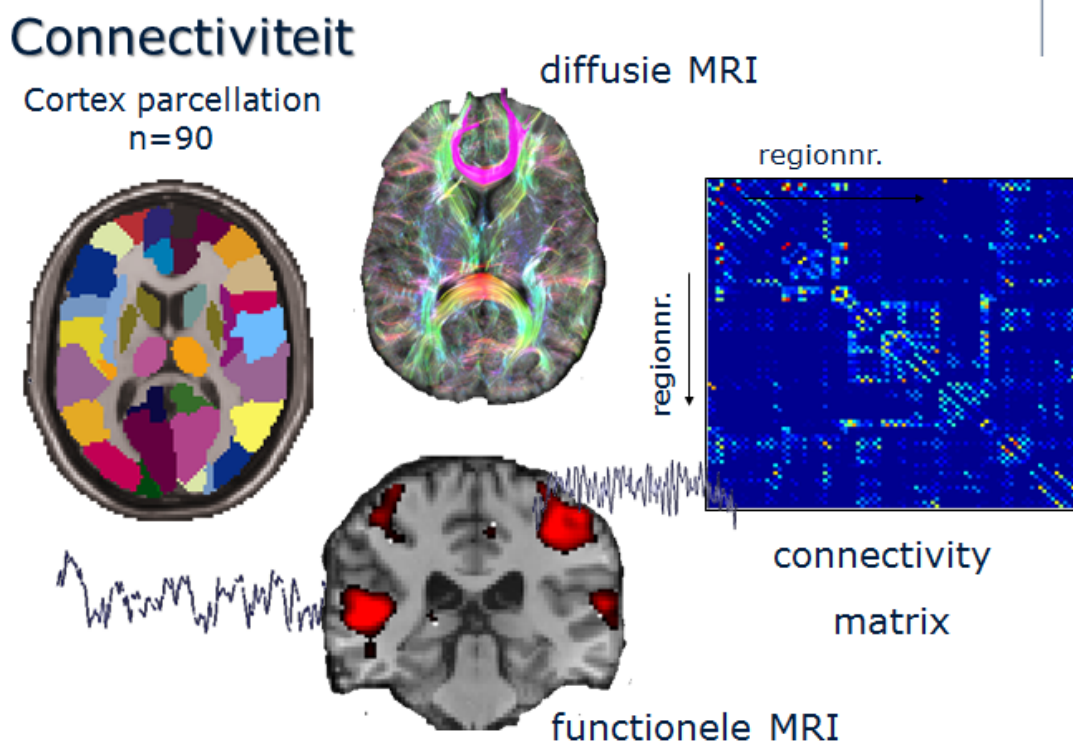 Connectiviteit
diffusie MRI
Cortex parcellation
n=90
regionnr.
regionnr.
connectivity
matrix
functionele MRI